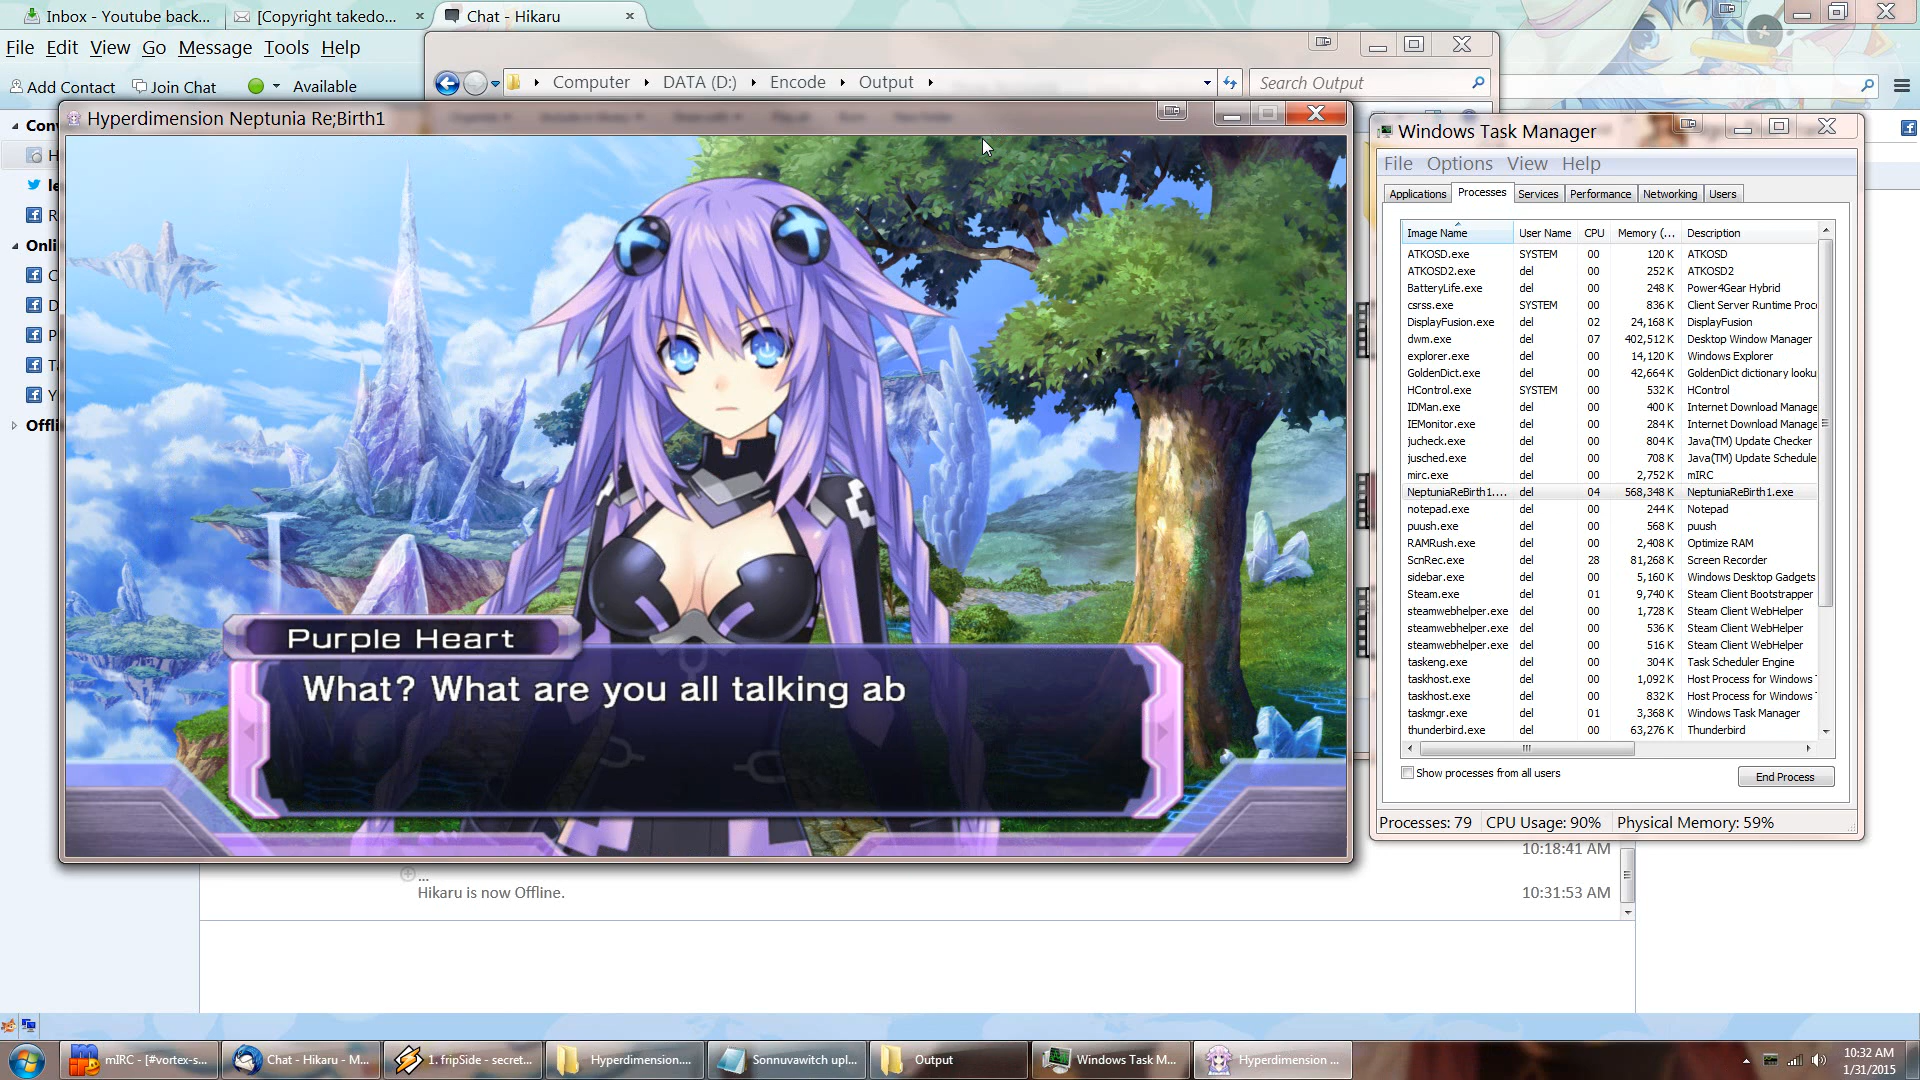 Inbox - Youtube back...
[Copyright takedo...
Chat - Hikaru
File Edit View Go Message Tools Help
Add Contact
Join Chat
Available
Computer
DATA (D:)
Encode
Output
Search Output
Hyperdimension Neptunia Re;Birth1
Purple Heart
What? What are you all talking ab
Windows Task Manager
File Options View Help
Applications Processes Services Performance Networking Users
Image Name User Name CPU Memory (... Description
ATKOSD.exe SYSTEM 00 120 K ATKOSD
ATKOSD2.exe del 00 252 K ATKOSD2
BatteryLife.exe del 00 248 K Power4Gear Hybrid
csrss.exe SYSTEM 00 836 K Client Server Runtime Proc
DisplayFusion.exe del 02 24,168 K DisplayFusion
dwm.exe del 07 402,512 K Desktop Window Manager
explorer.exe del 00 14,120 K Windows Explorer
GoldenDict.exe del 00 42,664 K GoldenDict dictionary looku
HControl.exe SYSTEM 00 532 K HControl
IDMan.exe del 00 400 K Internet Download Manage
IEMonitor.exe del 00 284 K Internet Download Manage
jucheck.exe del 00 804 K Java(TM) Update Checker
jusched.exe del 00 708 K Java(TM) Update Schedule
mirc.exe del 00 2,752 K mIRC
NeptuniaReBirth1.... del 04 568,348 K NeptuniaReBirth1.exe
notepad.exe del 00 244 K Notepad
puush.exe del 00 568 K puush
RAMRush.exe del 00 2,408 K Optimize RAM
ScnRec.exe del 28 81,268 K Screen Recorder
sidebar.exe del 00 5,160 K Windows Desktop Gadgets
Steam.exe del 01 9,740 K Steam Client Bootstrapper
steamwebhelper.exe del 00 1,728 K Steam Client WebHelper
steamwebhelper.exe del 00 536 K Steam Client WebHelper
steamwebhelper.exe del 00 516 K Steam Client WebHelper
taskeng.exe del 00 304 K Task Scheduler Engine
taskhost.exe del 00 1,092 K Host Process for Windows
taskhost.exe del 00 832 K Host Process for Windows
taskmgr.exe del 01 3,368 K Windows Task Manager
thunderbird.exe del 00 63,276 K Thunderbird
Show processes from all users
End Process
Processes: 79 CPU Usage: 90% Physical Memory: 59%
10:18:41 AM
...
Hikaru is now Offline. 10:31:53 AM
mIRC - [#vortex-s...
Chat - Hikaru - M...
1. fripSide - secret...
Hyperdimension....
Sonnuvawitch upl...
Output
Windows Task M...
Hyperdimension ...
10:32 AM
1/31/2015